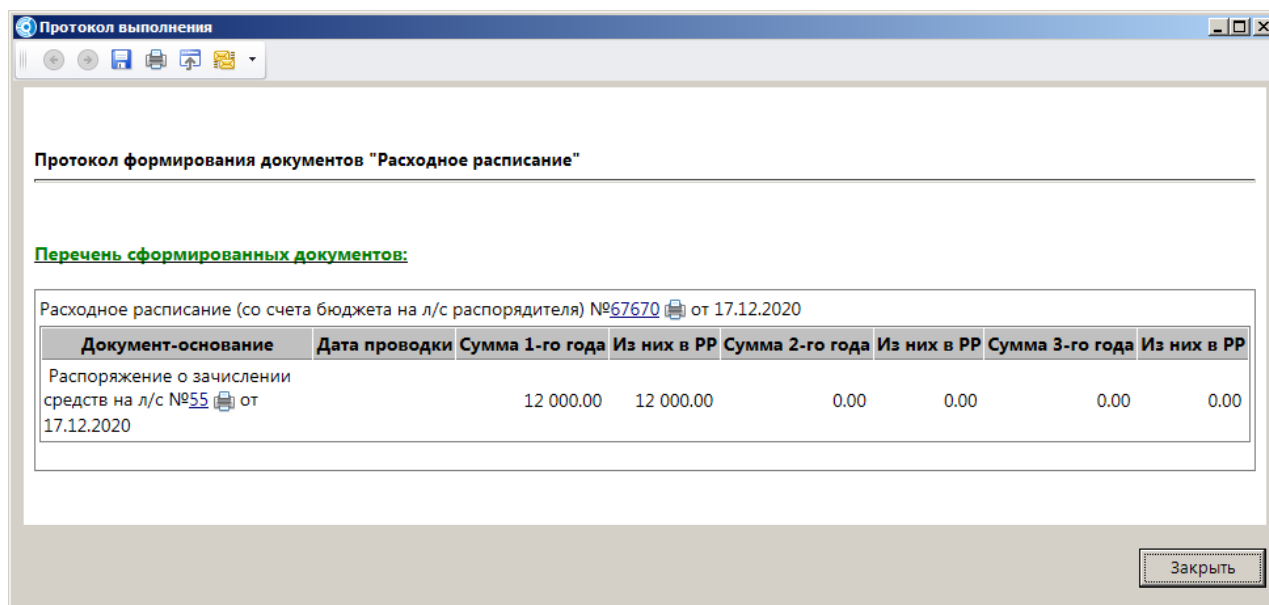 Протокол выполнения
Протокол формирования документов "Расходное расписание"
Перечень сформированных документов:
Расходное расписание (со счета бюджета на л/с распорядителя) №67670 от 17.12.2020
Документ-основание Дата проводки Сумма 1-го года Из них в РР Сумма 2-го года Из них в РР Сумма 3-го года Из них в РР
Распоряжение о зачислении
средств на л/с №55 от 12 000.00 12 000.00 0.00 0.00 0.00 0.00
17.12.2020
Закрыть